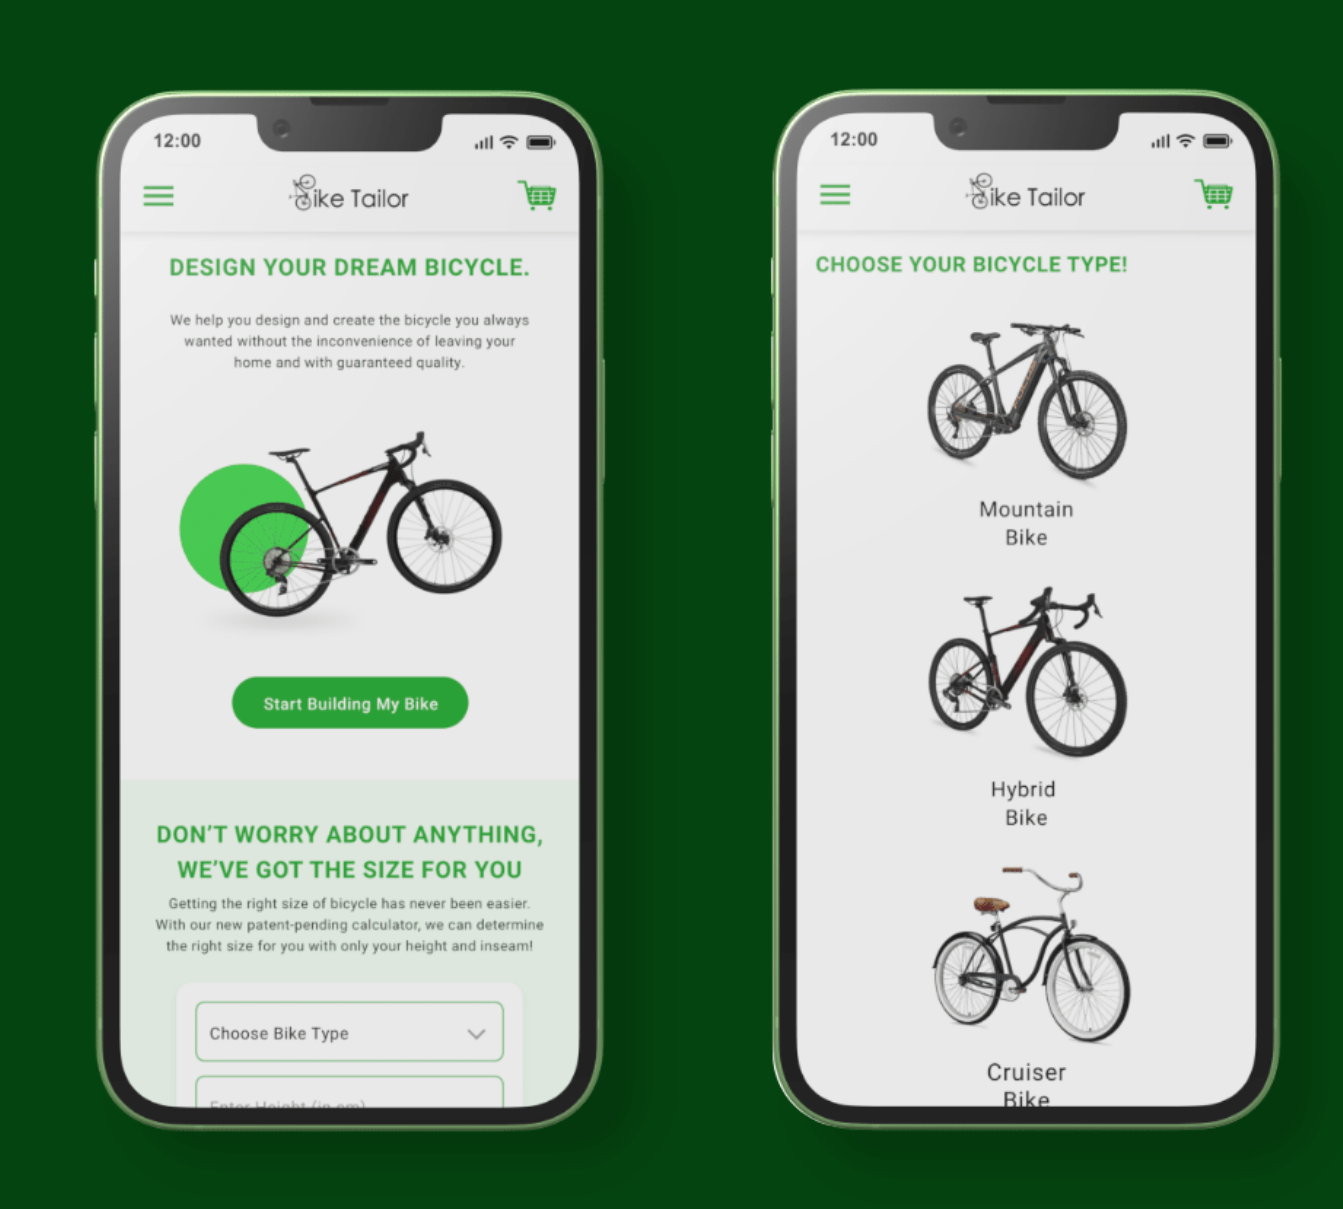 12:00
Bike Tailor
DESIGN YOUR DREAM BICYCLE.
We help you design and create the bicycle you always
wanted without the inconvenience of leaving your
home and with guaranteed quality.
Start Building My Bike
DON'T WORRY ABOUT ANYTHING,
WE'VE GOT THE SIZE FOR YOU
Getting the right size of bicycle has never been easier.
With our new patent-pending calculator, we can determine
the right size for you with only your height and inseam!
Choose Bike Type
Enter Height (in cm)
12:00
Bike Tailor
CHOOSE YOUR BICYCLE TYPE!
Mountain
Bike
Hybrid
Bike
Cruiser
Bike